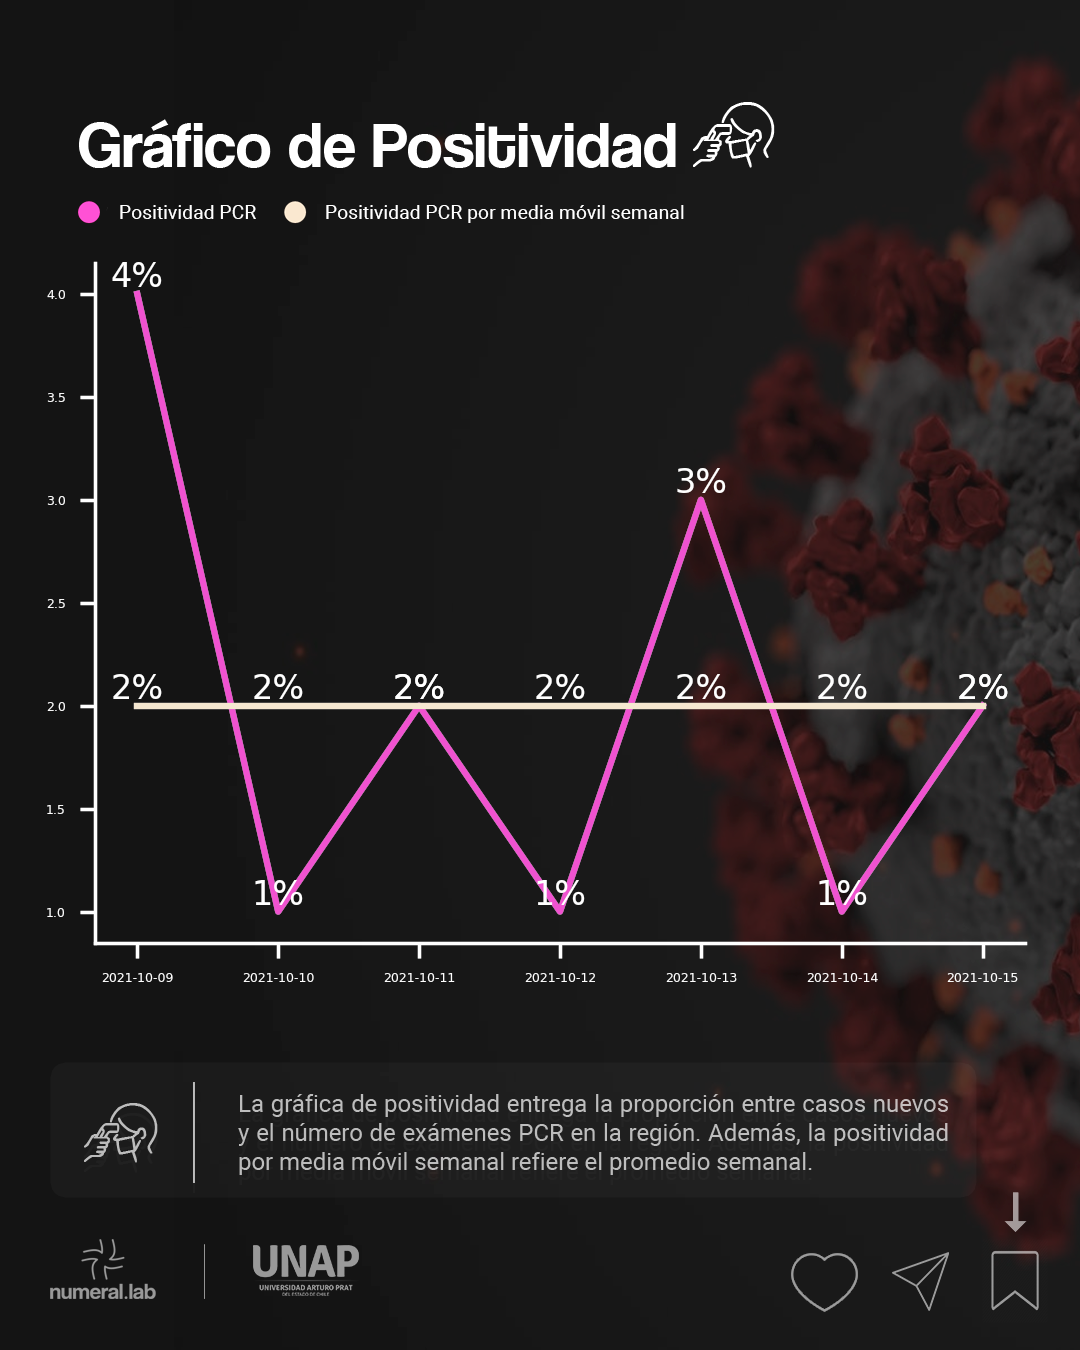 Gráfico de Positividad
Positividad PCR
Positividad PCR por media móvil semanal
4%
4.0
3.5
3%
3.0
2.5
2% 2% 2% 2% 2% 2% 2%
2.0
1.5
1% 1% 1%
1.0
2021-10-09 2021-10-10 2021-10-11 2021-10-12 2021-10-13 2021-10-14 2021-10-15
La gráfica de positividad entrega la proporción entre casos nuevos
y el número de exámenes PCR en la región. Además, la positividad
por media móvil semanal refiere el promedio semanal.
numeral.lab
UNAP
UNIVERSIDAD ARTURO PRAT
DEL ESTADO DE CHILE